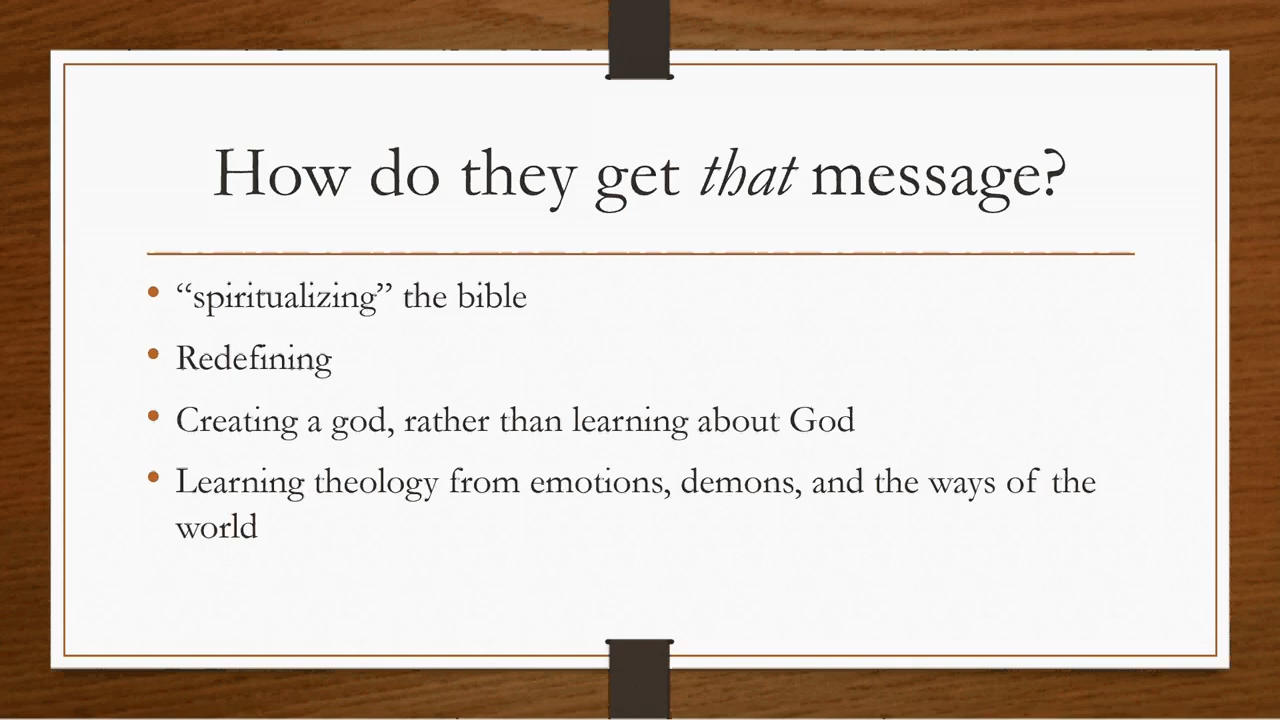 How do they get that message?
• “spiritualizing” the bible
• Redefining
• Creating a god, rather than learning about God
• Learning theology from emotions, demons, and the ways of the
world